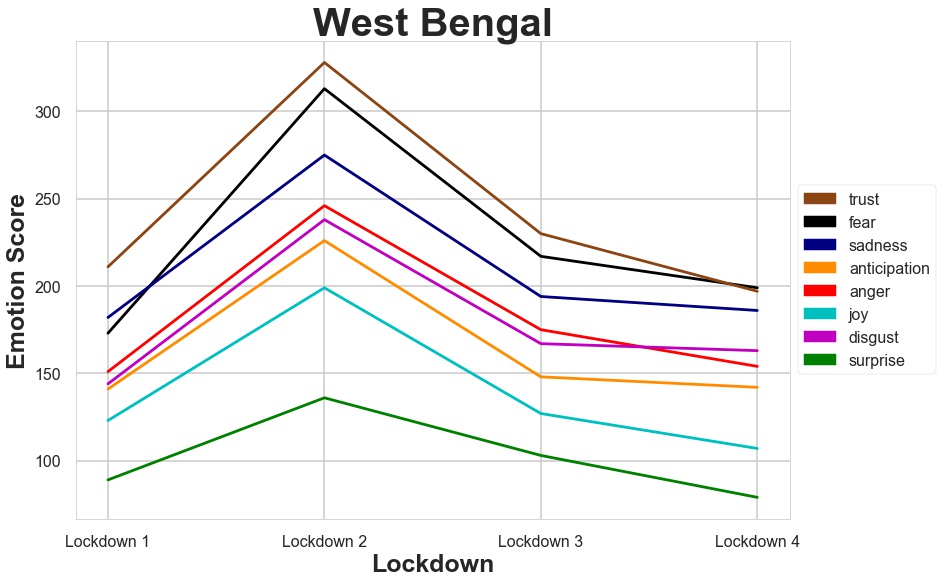 West Bengal
Emotion Score
300
250
200
150
100
Lockdown 1
Lockdown 2
Lockdown 3
Lockdown 4
Lockdown
trust
fear
sadness
anticipation
anger
joy
disgust
surprise